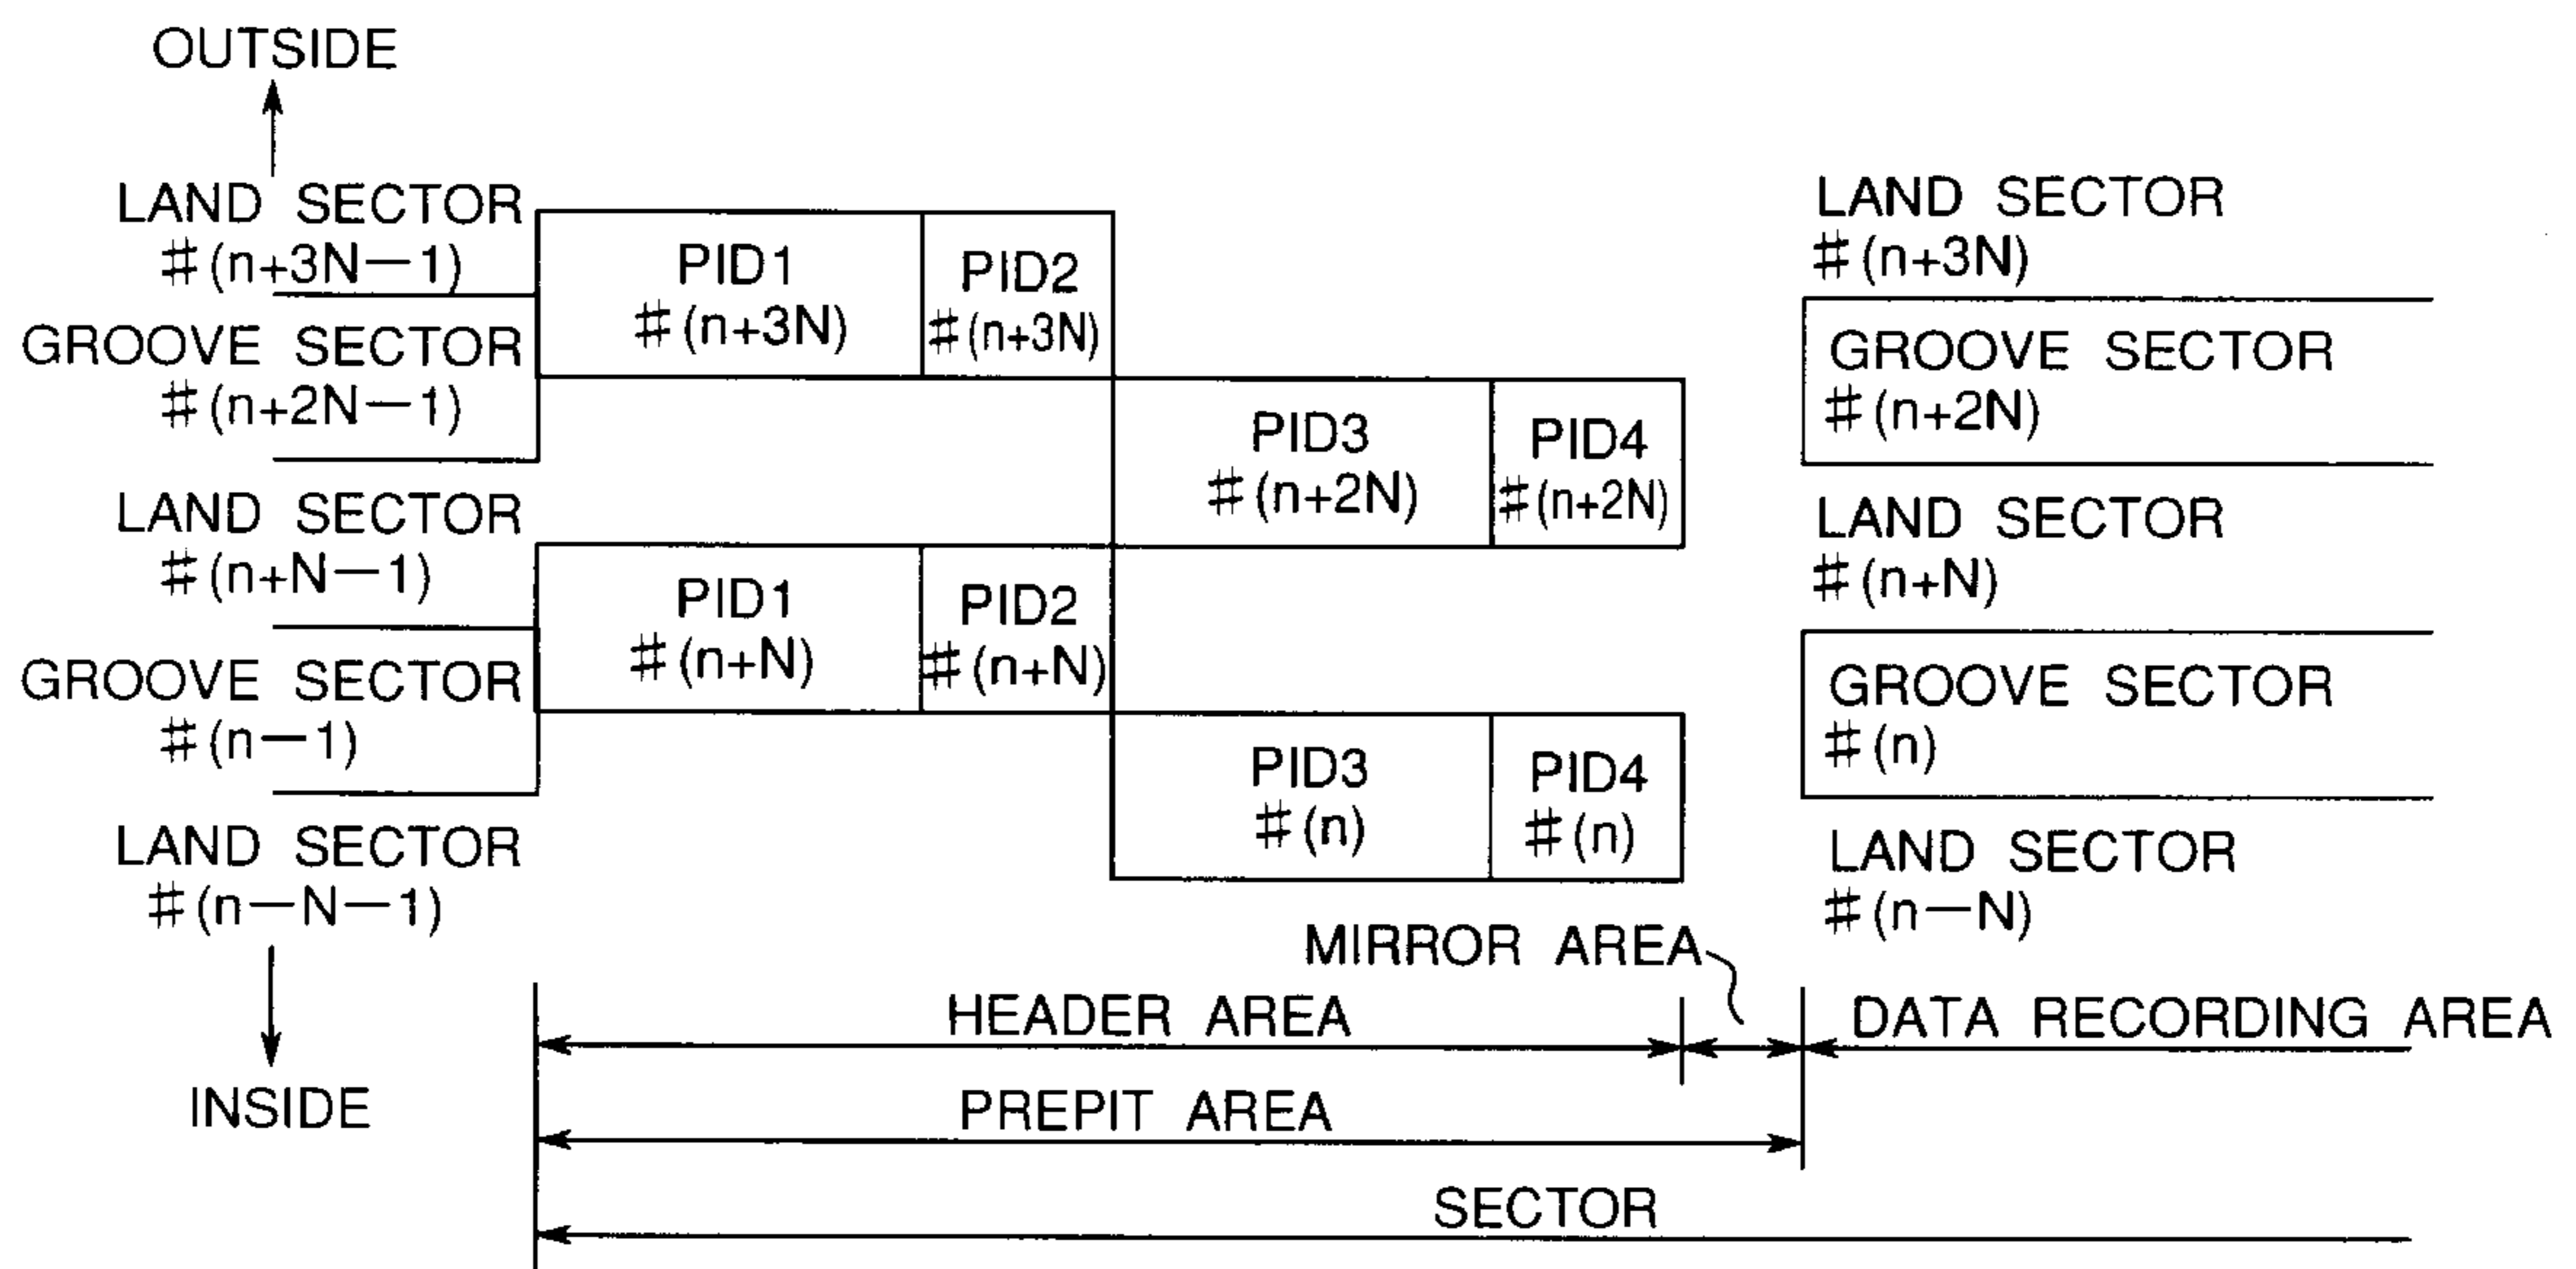 OUTSIDE
LAND SECTOR
#(n+3N—1)
GROOVE SECTOR
#(n+2N—1)
LAND SECTOR
#(n+N—1)
GROOVE SECTOR
#(n—1)
LAND SECTOR
#(n—N—1)
INSIDE
PID1
#(n+3N)
PID2
#(n+3N)
PID3
#(n+2N)
PID4
#(n+2N)
PID1
#(n+N)
PID2
#(n+N)
PID3
#(n)
PID4
#(n)
LAND SECTOR
#(n+3N)
GROOVE SECTOR
#(n+2N)
LAND SECTOR
#(n+N)
GROOVE SECTOR
#(n)
LAND SECTOR
#(n—N)
MIRROR AREA
HEADER AREA
DATA RECORDING AREA
PREPIT AREA
SECTOR